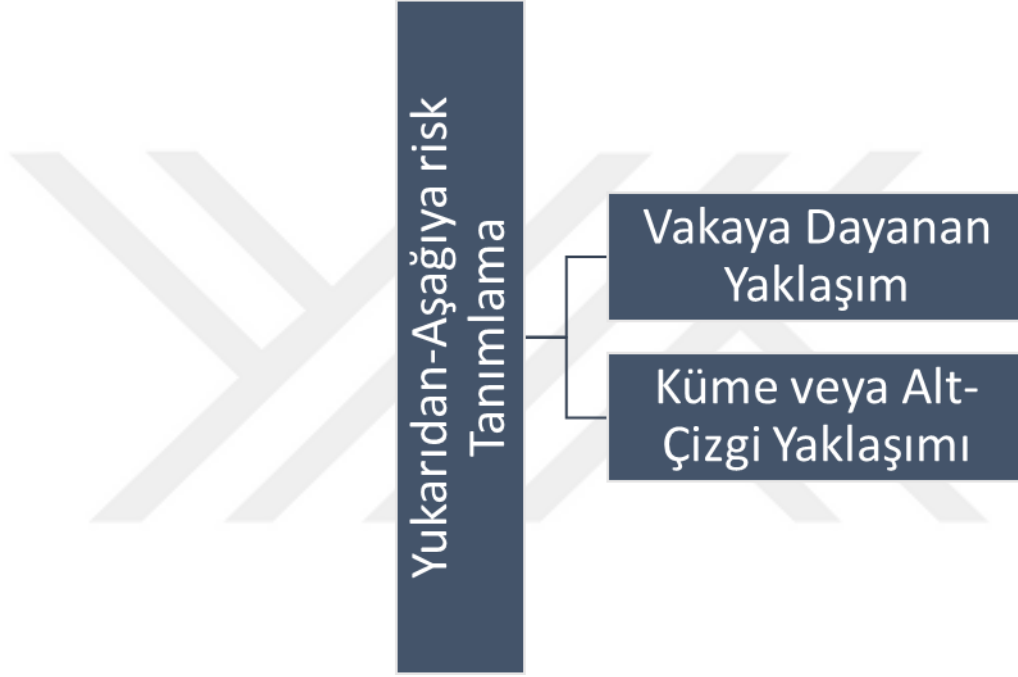 Yukarıdan-Aşağıya risk
Tanımlama
Vakaya Dayanan
Yaklaşım
Küme veya Alt-
Çizgi Yaklaşımı